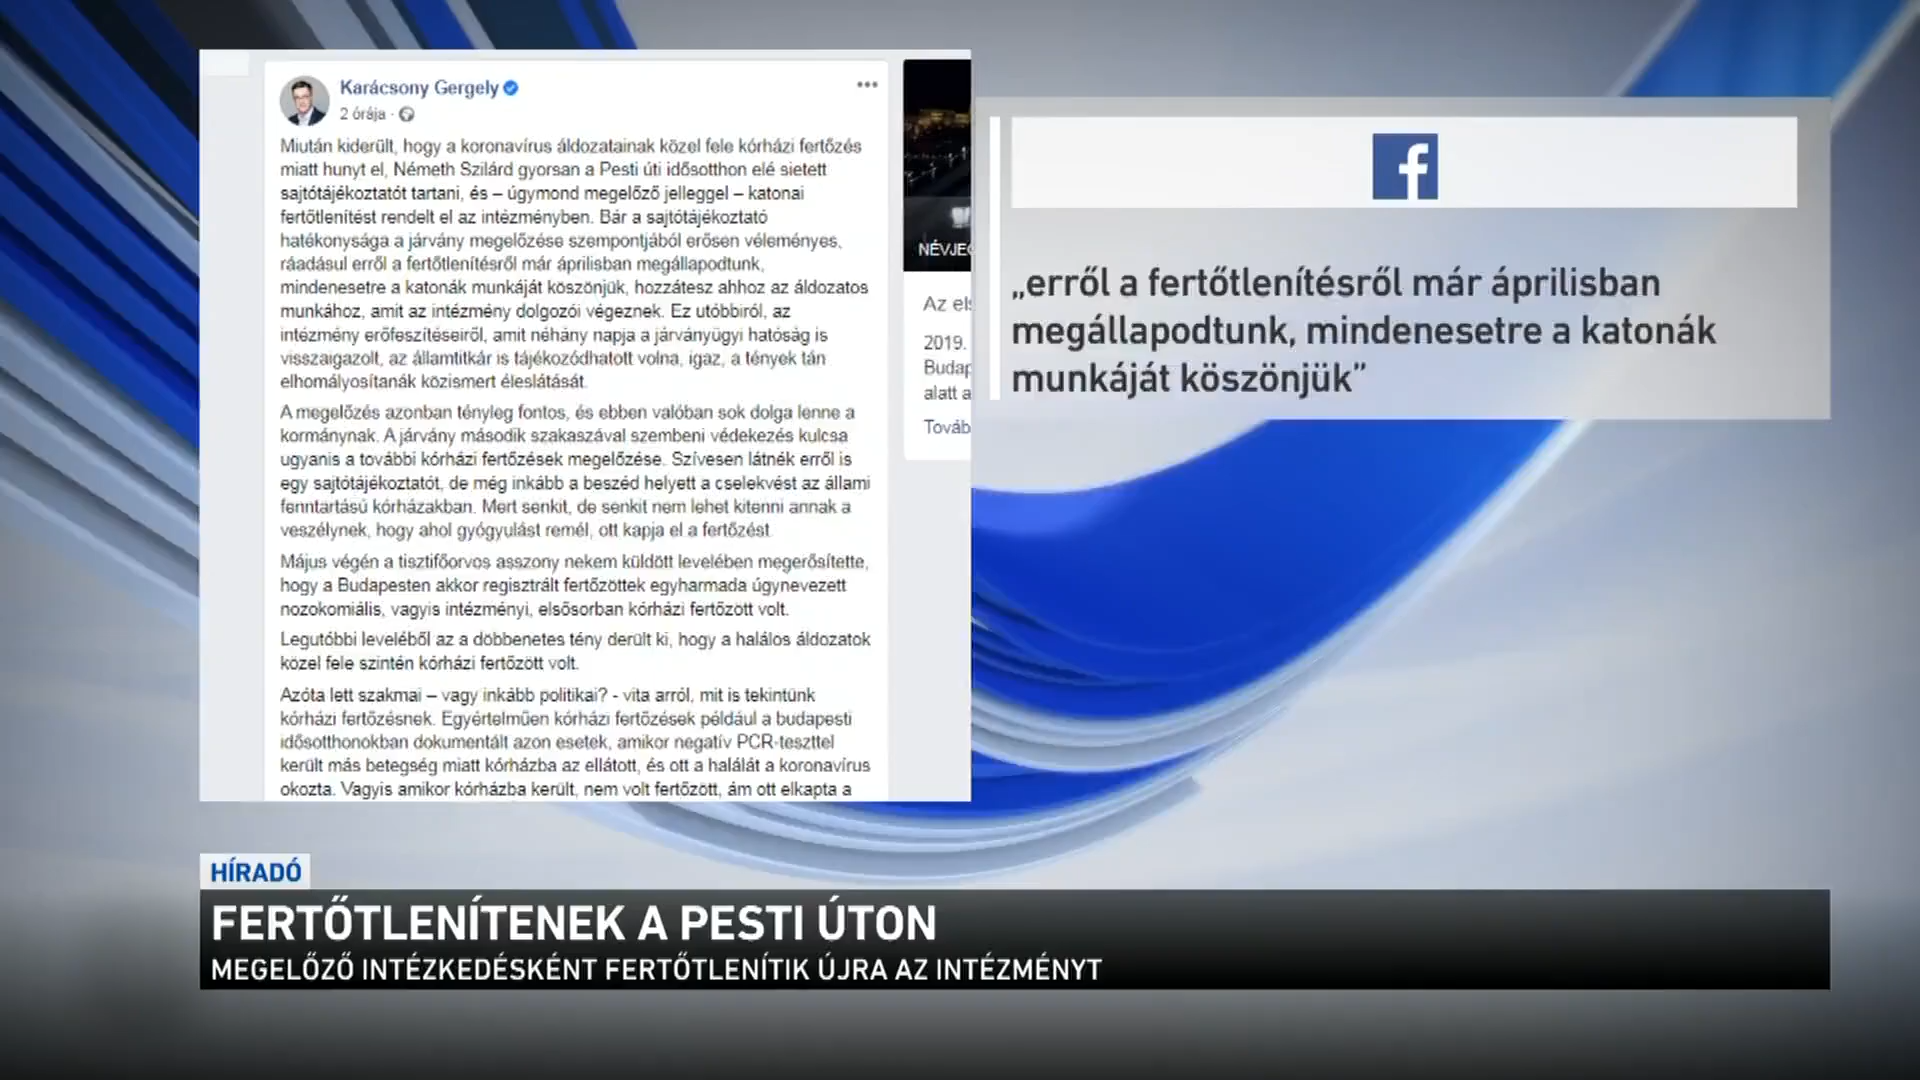 Karácsony Gergely
2 órája ·
Miután kiderült, hogy a koronavírus áldozatainak közel fele kórházi fertőzés
miatt hunyt el, Németh Szilárd gyorsan a Pesti úti idősotthon elé sietett
sajtótájékoztatót tartani, és – úgymond megelőző jelleggel – katonai
fertőtlenítést rendelt el az intézményben. Bár a sajtótájékoztató
hatékonysága a járvány megelőzése szempontjából erősen véleményes,
ráadásul erről a fertőtlenítésről már áprilisban megállapodtunk,
mindenesetre a katonák munkáját köszönjük, hozzátesz ahhoz az áldozatos
munkához, amit az intézmény dolgozói végeznek. Ez utóbbiról, az
intézmény erőfeszítéseiről, amit néhány napja a járványügyi hatóság is
visszaigazolt, az államtitkár is tájékozódhatott volna, igaz, a tények tán
elhomályosítanák közismert éleslátását.
A megelőzés azonban tényleg fontos, és ebben valóban sok dolga lenne a
kormánynak. A járvány második szakaszával szembeni védekezés kulcsa
ugyanis a további kórházi fertőzések megelőzése. Szívesen látnék erről is
egy sajtótájékoztatót, de még inkább a beszéd helyett a cselekvést az állami
fenntartású kórházakban. Mert senkit, de senkit nem lehet kitenni annak a
veszélynek, hogy ahol gyógyulást remél, ott kapja el a fertőzést.
Május végén a tisztifőorvos asszony nekem küldött levelében megerősítette,
hogy a Budapesten akkor regisztrált fertőzöttek egyharmada úgynevezett
nozokomiális, vagyis intézményi, elsősorban kórházi fertőzött volt.
Legutóbbi leveléből az a döbbenetes tény derült ki, hogy a halálos áldozatok
közel fele szintén kórházi fertőzött volt.
Azóta lett szakmai – vagy inkább politikai? - vita arról, mit is tekintünk
kórházi fertőzésnek. Egyértelműen kórházi fertőzések például a budapesti
idősotthonokban dokumentált azon esetek, amikor negatív PCR-teszttel
került más betegség miatt kórházba az ellátott, és ott a halálát a koronavírus
okozta. Vagyis amikor kórházba került, nem volt fertőzött, ám ott elkapta a
NÉVJEG
Az els
2019.
Budap
alatt a
Továb
f
„erről a fertőtlenítésről már áprilisban
megállapodtunk, mindenesetre a katonák
munkáját köszönjük”
HÍRADÓ
FERTŐTLENÍTENEK A PESTI ÚTON
MEGELŐZŐ INTÉZKEDÉSKÉNT FERTŐTLENÍTIK ÚJRA AZ INTÉZMÉNYT